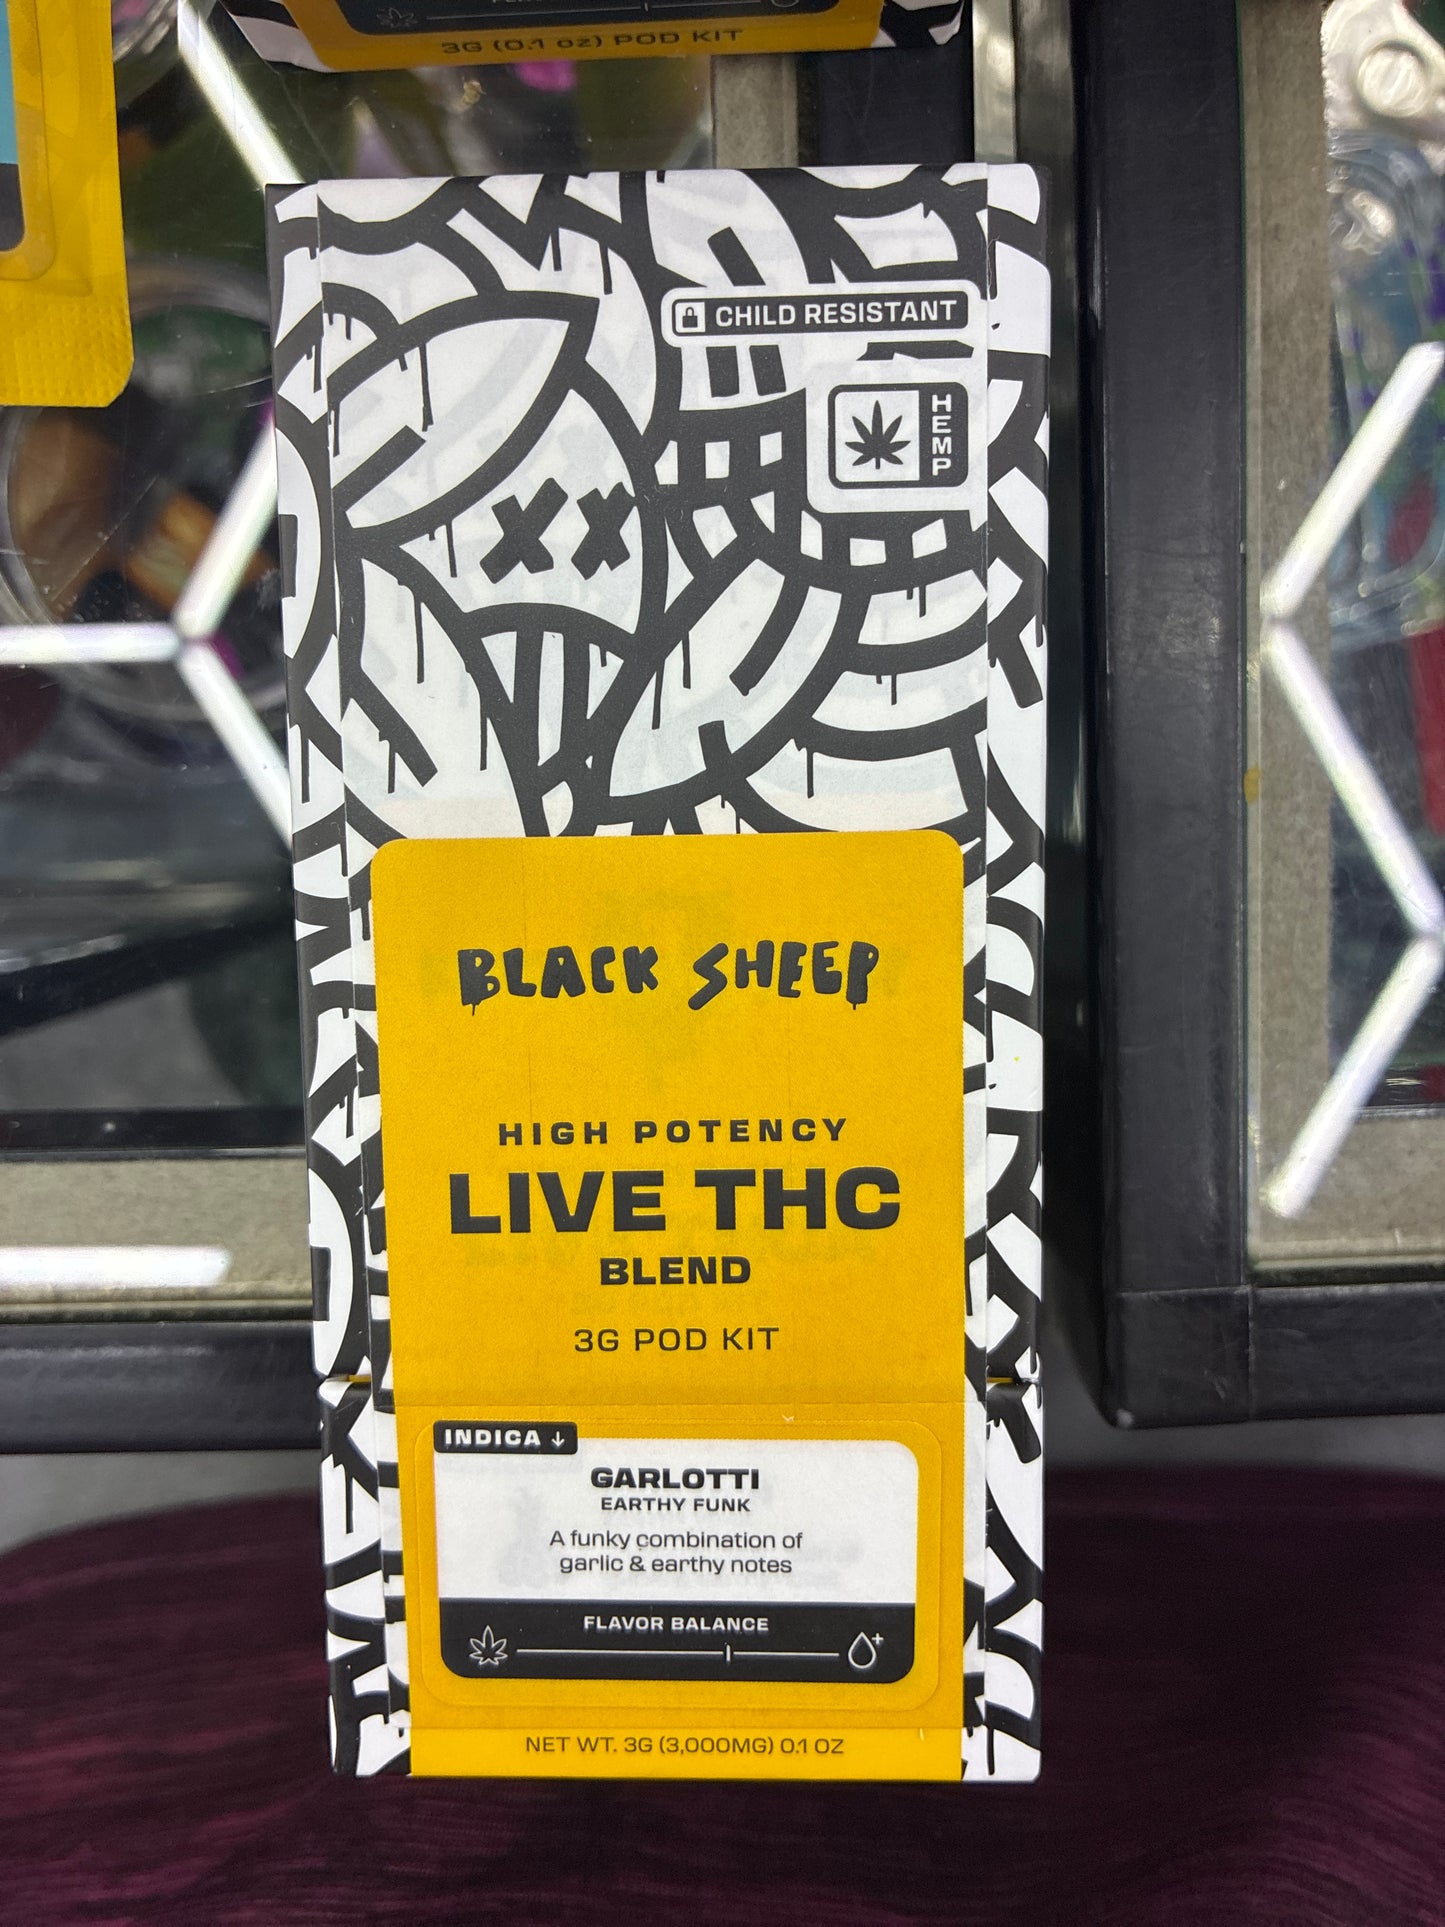 3G (0.1 oz) POD KIT
CHILD RESISTANT
HEMP
BLACK SHEEP
HIGH POTENCY
LIVE THC
BLEND
3G POD KIT
INDICA ↓
GARLOTTI
EARTHY FUNK
A funky combination of
garlic & earthy notes
FLAVOR BALANCE
NET WT. 3G (3,000MG) 0.1 OZ